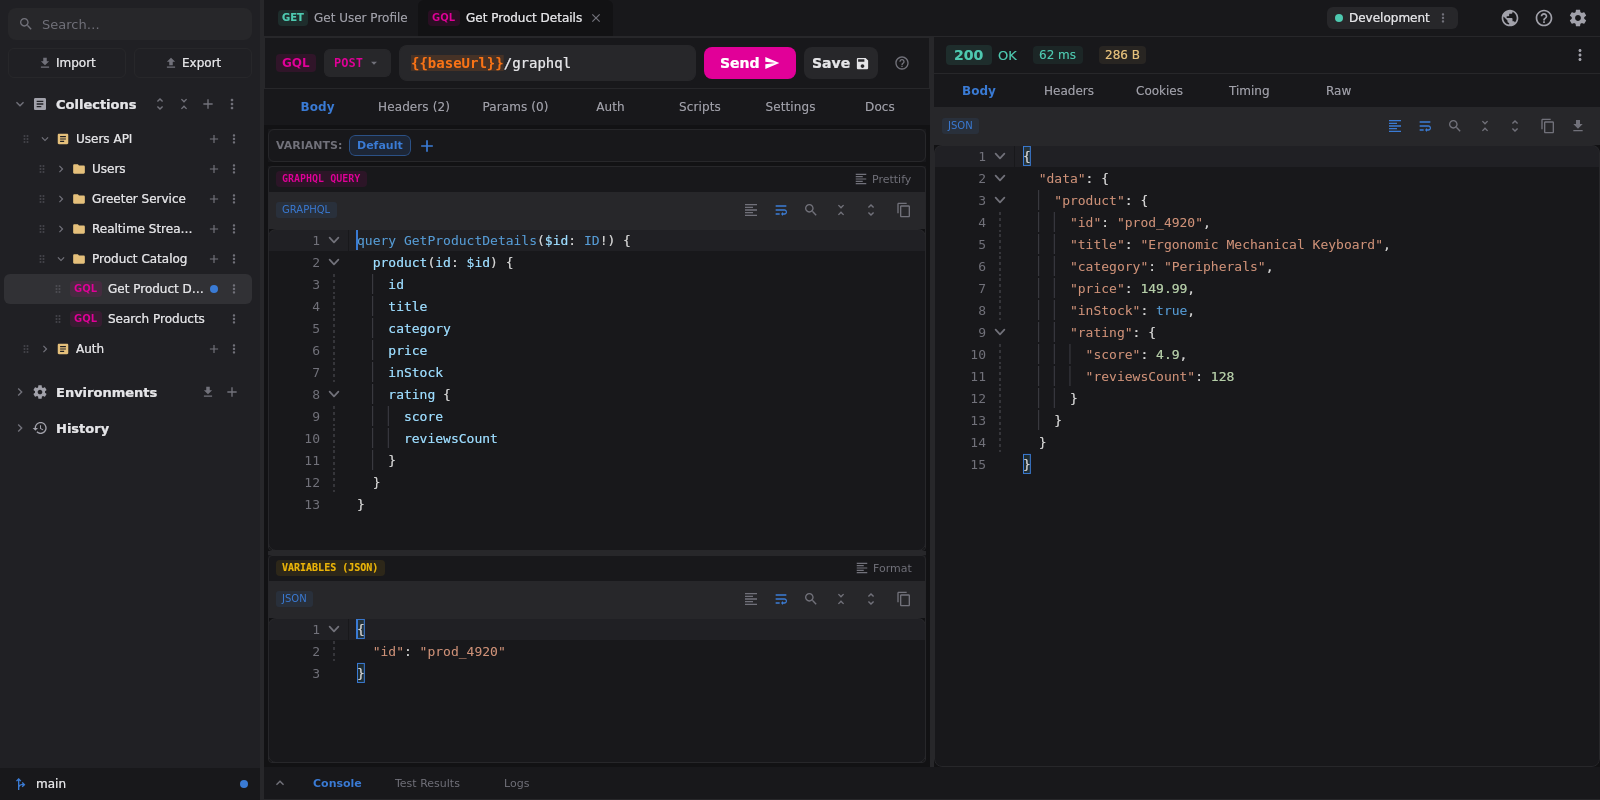 Search...
Import
Export
Collections
Users API
Users
Greeter Service
Realtime Strea...
Product Catalog
GQL Get Product D...
GQL Search Products
Auth
Environments
History
main
GET Get User Profile
GQL Get Product Details
Development
GQL POST {{baseUrl}}/graphql Send Save
Body Headers (2) Params (0) Auth Scripts Settings Docs
VARIANTS: Default
GRAPHQL QUERY Prettify
GRAPHQL
1 query GetProductDetails($id: ID!) {
2 product(id: $id) {
3 id
4 title
5 category
6 price
7 inStock
8 rating {
9 score
10 reviewsCount
11 }
12 }
13 }
VARIABLES (JSON) Format
JSON
1 {
2 "id": "prod_4920"
3 }
200 OK 62 ms 286 B
Body Headers Cookies Timing Raw
JSON
1 {
2 "data": {
3 "product": {
4 "id": "prod_4920",
5 "title": "Ergonomic Mechanical Keyboard",
6 "category": "Peripherals",
7 "price": 149.99,
8 "inStock": true,
9 "rating": {
10 "score": 4.9,
11 "reviewsCount": 128
12 }
13 }
14 }
15 }
Console Test Results Logs